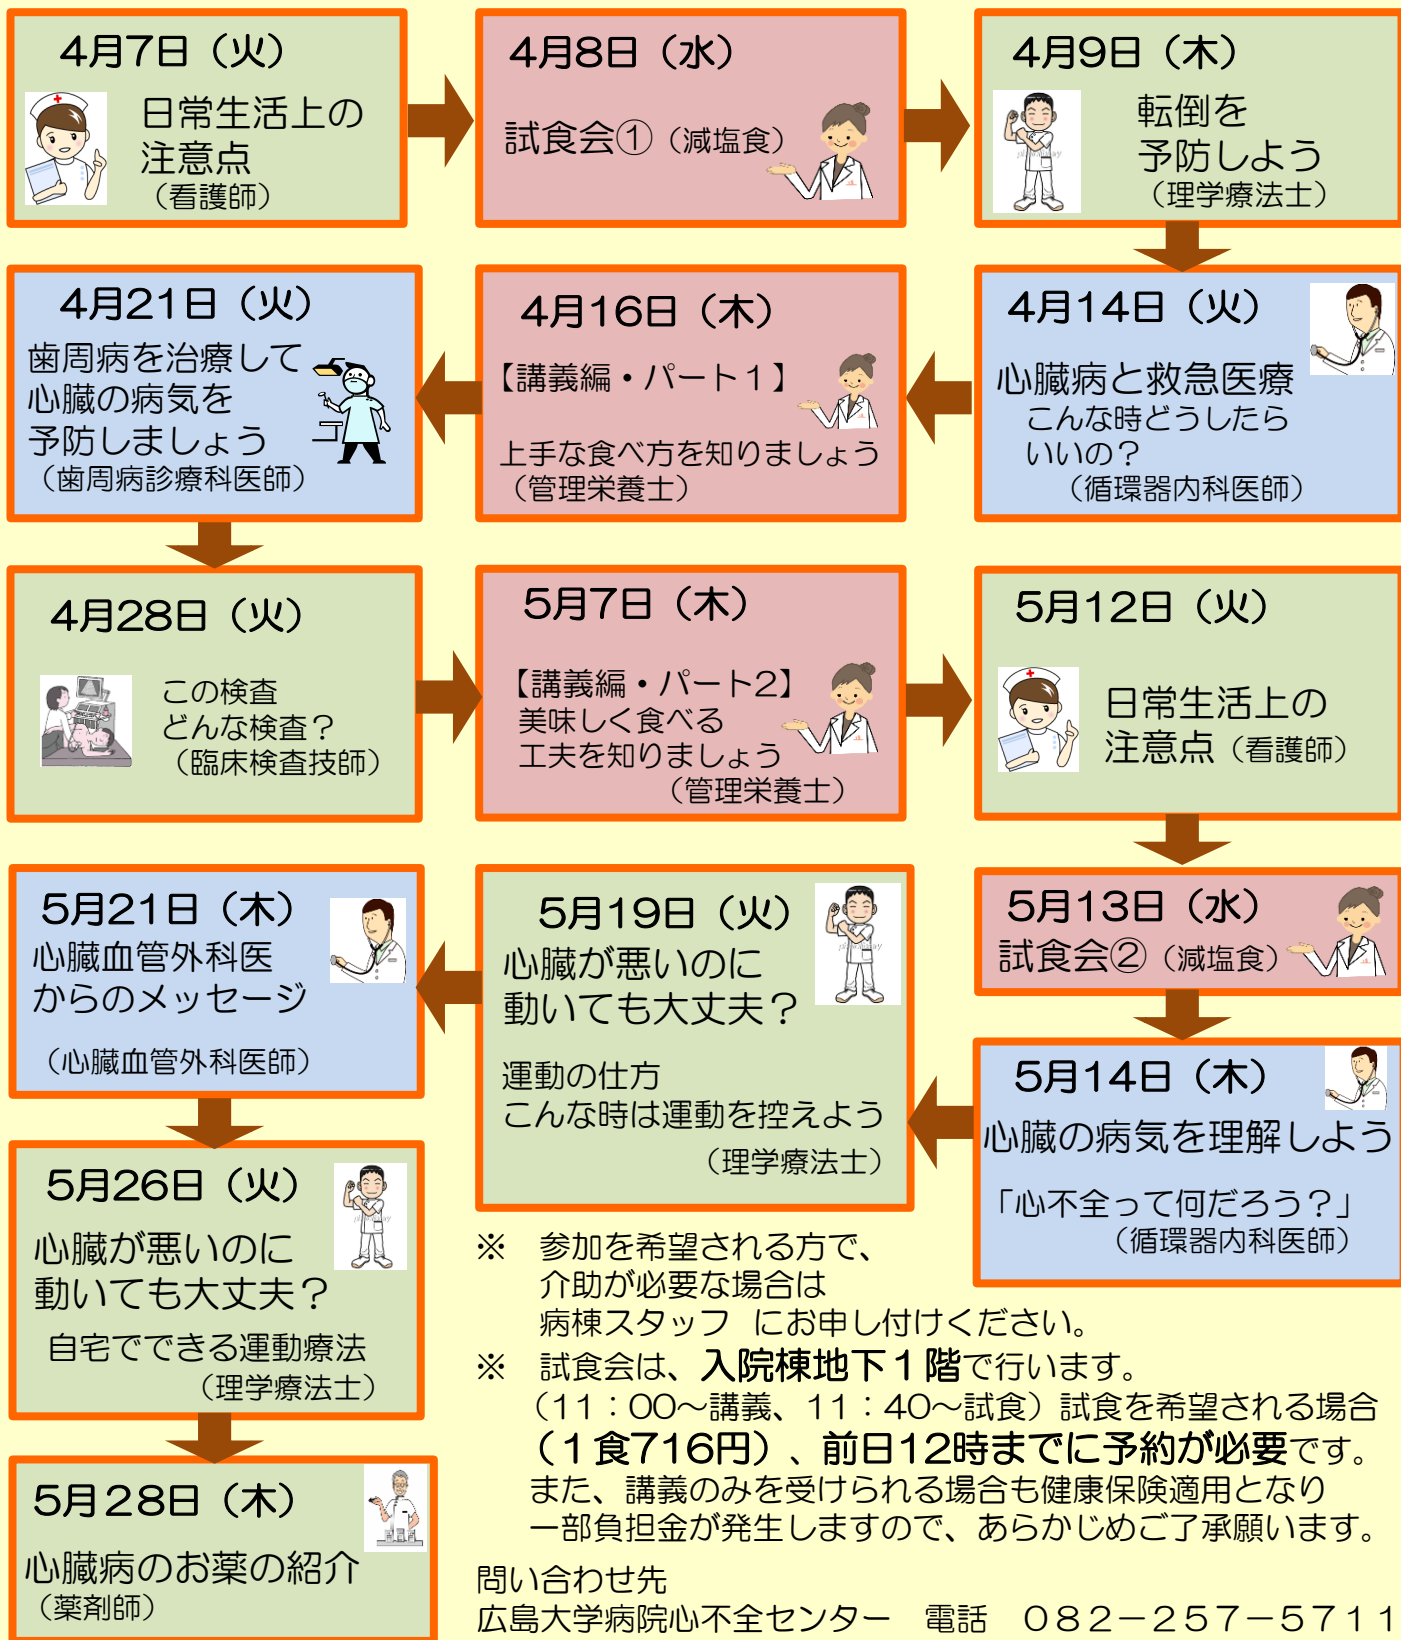 4月7日（火）
日常生活上の
注意点
（看護師）
4月8日（水）
試食会①（減塩食）
4月9日（木）
転倒を
予防しよう
（理学療法士）
4月14日（火）
心臓病と救急医療
こんな時どうしたら
いいの？
（循環器内科医師）
4月16日（木）
【講義編・パート１】
上手な食べ方を知りましょう
（管理栄養士）
4月21日（火）
歯周病を治療して
心臓の病気を
予防しましょう
（歯周病診療科医師）
4月28日（火）
この検査
どんな検査？
（臨床検査技師）
5月7日（木）
【講義編・パート2】
美味しく食べる
工夫を知りましょう
（管理栄養士）
5月12日（火）
日常生活上の
注意点（看護師）
5月13日（水）
試食会②（減塩食）
5月14日（木）
心臓の病気を理解しよう
「心不全って何だろう？」
（循環器内科医師）
5月19日（火）
心臓が悪いのに
動いても大丈夫？
運動の仕方
こんな時は運動を控えよう
（理学療法士）
5月21日（木）
心臓血管外科医
からのメッセージ
（心臓血管外科医師）
5月26日（火）
心臓が悪いのに
動いても大丈夫？
自宅でできる運動療法
（理学療法士）
5月28日（木）
心臓病のお薬の紹介
（薬剤師）
※　参加を希望される方で、
介助が必要な場合は
病棟スタッフ にお申し付けください。
※　試食会は、入院棟地下１階で行います。
（11：00～講義、11：40～試食）試食を希望される場合
（１食716円）、前日12時までに予約が必要です。
また、講義のみを受けられる場合も健康保険適用となり
一部負担金が発生しますので、あらかじめご了承願います。
問い合わせ先
広島大学病院心不全センター　電話　０８２－２５７－５７１１